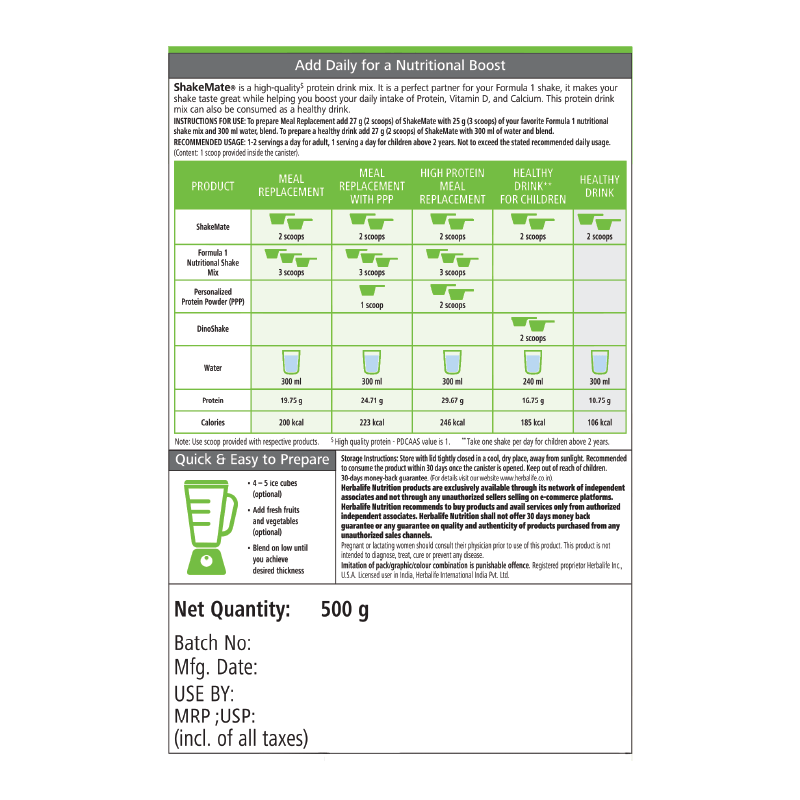 Add Daily for a Nutritional Boost
ShakeMate® is a high-quality$ protein drink mix. It is a perfect partner for your Formula 1 shake, it makes your
shake taste great while helping you boost your daily intake of Protein, Vitamin D, and Calcium. This protein drink
mix can also be consumed as a healthy drink.
INSTRUCTIONS FOR USE: To prepare Meal Replacement add 27 g (2 scoops) of ShakeMate with 25 g (3 scoops) of your favorite Formula 1 nutritional
shake mix and 300 ml water, blend. To prepare a healthy drink add 27 g (2 scoops) of ShakeMate with 300 ml of water and blend.
RECOMMENDED USAGE: 1-2 servings a day for adult, 1 serving a day for children above 2 years. Not to exceed the stated recommended daily usage.
(Content: 1 scoop provided inside the canister).
PRODUCT
MEAL
REPLACEMENT
MEAL
REPLACEMENT
WITH PPP
HIGH PROTEIN
MEAL
REPLACEMENT
HEALTHY
DRINK**
FOR CHILDREN
HEALTHY
DRINK
ShakeMate
2 scoops
2 scoops
2 scoops
2 scoops
2 scoops
Formula 1
Nutritional Shake
Mix
3 scoops
3 scoops
3 scoops
Personalized
Protein Powder (PPP)
1 scoop
2 scoops
DinoShake
2 scoops
Water
300 ml
300 ml
300 ml
240 ml
300 ml
Protein
19.75 g
24.71 g
29.67 g
16.75 g
10.75 g
Calories
200 kcal
223 kcal
246 kcal
185 kcal
106 kcal
Note: Use scoop provided with respective products. $ High quality protein - PDCAAS value is 1. **Take one shake per day for children above 2 years.
Quick & Easy to Prepare
• 4 – 5 ice cubes
(optional)
• Add fresh fruits
and vegetables
(optional)
• Blend on low until
you achieve
desired thickness
Storage Instructions: Store with lid tightly closed in a cool, dry place, away from sunlight. Recommended
to consume the product within 30 days once the canister is opened. Keep out of reach of children.
30-days money-back guarantee. (For details visit our website www.herbalife.co.in)
Herbalife Nutrition products are exclusively available through its network of independent
associates and not through any unauthorized sellers selling on e-commerce platforms.
Herbalife Nutrition recommends to buy products and avail services only from authorized
independent associates. Herbalife Nutrition shall not offer 30 days money back
guarantee or any guarantee on quality and authenticity of products purchased from any
unauthorized sales channels.
Pregnant or lactating women should consult their physician prior to use of this product. This product is not
intended to diagnose, treat, cure or prevent any disease.
Imitation of pack/graphic/colour combination is punishable offence. Registered proprietor Herbalife Inc.,
U.S.A. Licensed user in India, Herbalife International India Pvt. Ltd.
Net Quantity: 500 g
Batch No:
Mfg. Date:
USE BY:
MRP ;USP:
(incl. of all taxes)